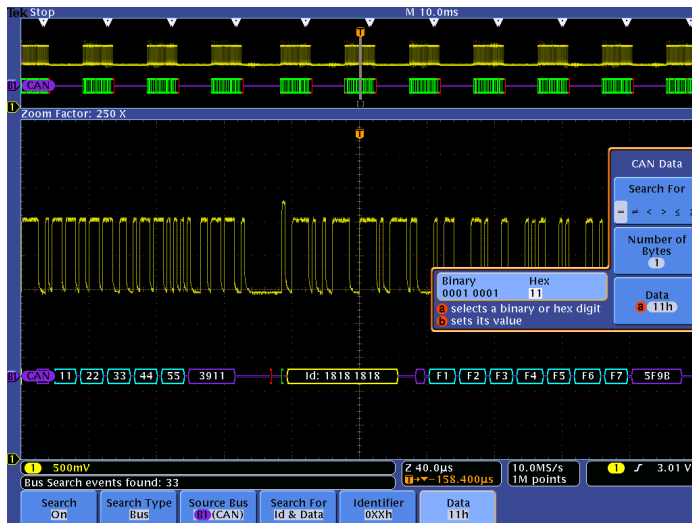 Tek Stop
M 10.0ms
T
B1 CAN
1
Zoom Factor: 250 X
T
CAN Data
Search For
= ≠ < > ≤ ≥
Number of
Bytes
1
Data
a 11h
Binary Hex
0001 0001 11
a selects a binary or hex digit
b sets its value
B1 CAN 11 22 33 44 55 3911 Id: 1818 1818 F1 F2 F3 F4 F5 F6 F7 5F9B
1
1 500mV
Z 40.0µs
T→▼−158.400µs
10.0MS/s
1M points
1 ∫ 3.01 V
Bus Search events found: 33
Search
On
Search Type
Bus
Source Bus
B1 (CAN)
Search For
Id & Data
Identifier
0XXh
Data
11h